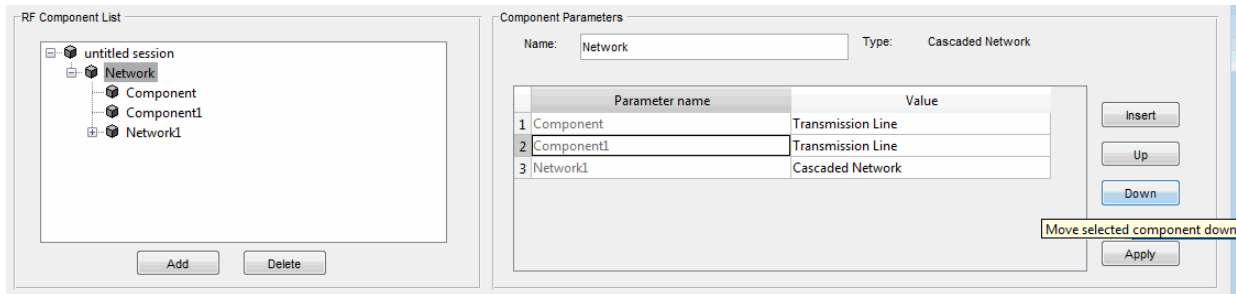 RF Component List
untitled session
Network
Component
Component1
Network1
Add Delete
Component Parameters
Name: Network Type: Cascaded Network
Parameter name Value
1 Component Transmission Line
2 Component1 Transmission Line
3 Network1 Cascaded Network
Insert
Up
Down
Move selected component down
Apply